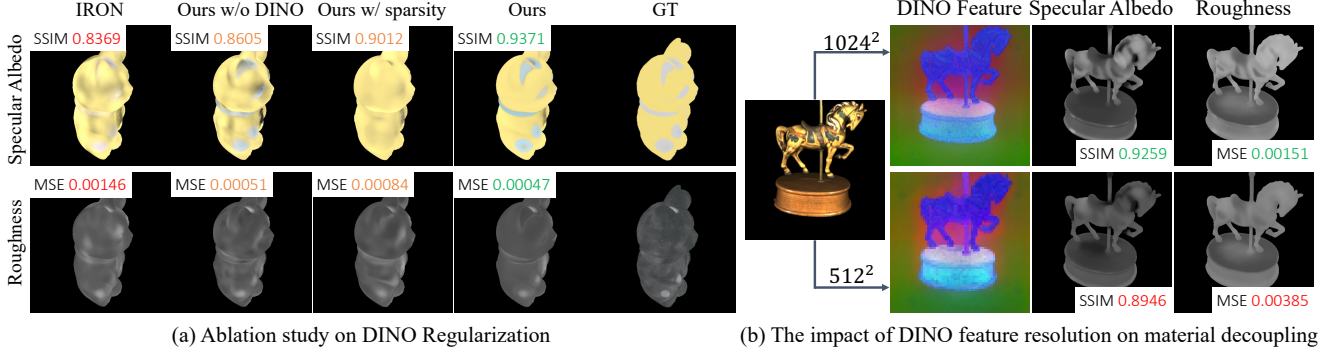 IRON Ours w/o DINO Ours w/ sparsity Ours GT
Specular Albedo
SSIM 0.8369 SSIM 0.8605 SSIM 0.9012 SSIM 0.9371
Roughness
MSE 0.00146 MSE 0.00051 MSE 0.00084 MSE 0.00047
(a) Ablation study on DINO Regularization
DINO Feature Specular Albedo Roughness
1024²
SSIM 0.9259 MSE 0.00151
512²
SSIM 0.8946 MSE 0.00385
(b) The impact of DINO feature resolution on material decoupling